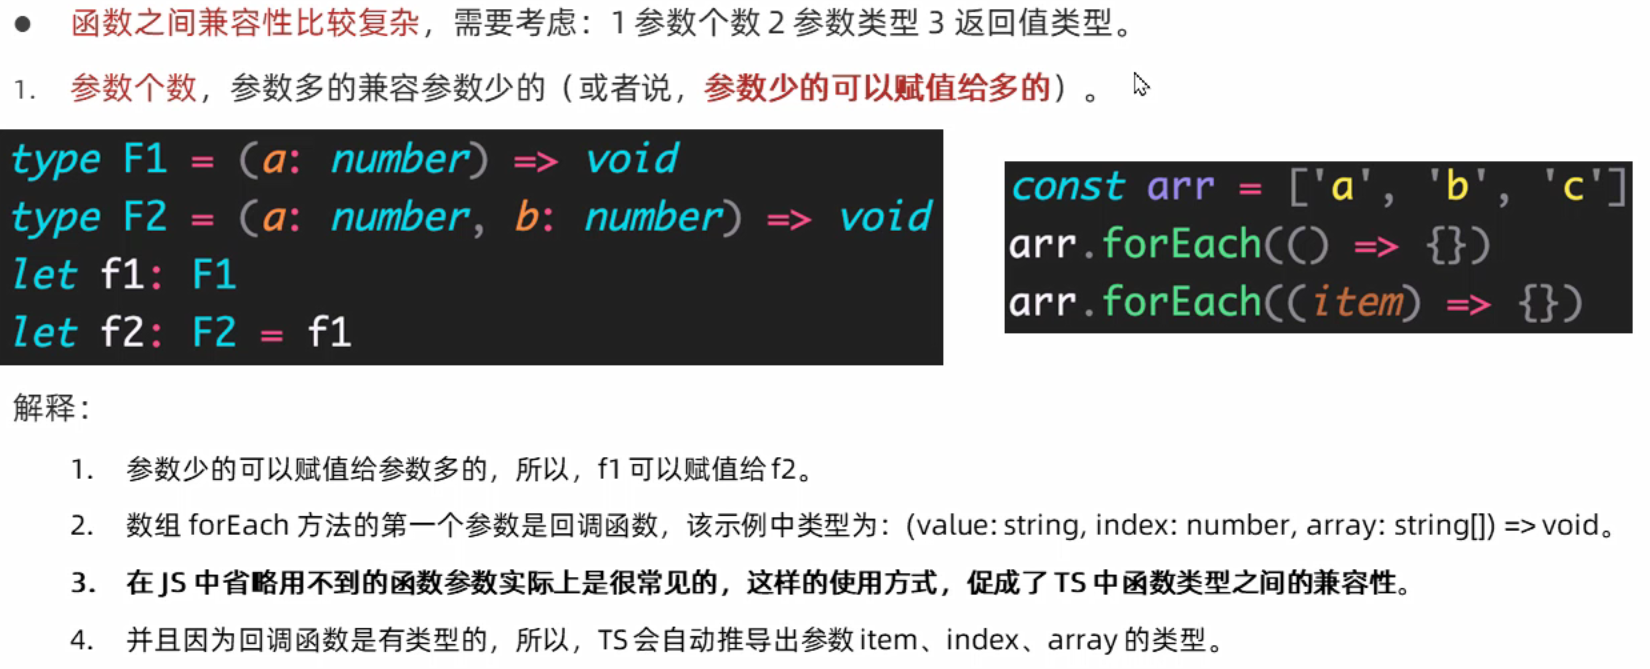 ● 函数之间兼容性比较复杂，需要考虑：1 参数个数 2 参数类型 3 返回值类型。
1. 参数个数，参数多的兼容参数少的（或者说，参数少的可以赋值给多的）。
type F1 = (a: number) => void
type F2 = (a: number, b: number) => void
let f1: F1
let f2: F2 = f1
const arr = ['a', 'b', 'c']
arr.forEach(() => {})
arr.forEach((item) => {})
解释：
1. 参数少的可以赋值给参数多的，所以，f1 可以赋值给 f2。
2. 数组 forEach 方法的第一个参数是回调函数，该示例中类型为：(value: string, index: number, array: string[]) => void。
3. 在 JS 中省略用不到的函数参数实际上是很常见的，这样的使用方式，促成了 TS 中函数类型之间的兼容性。
4. 并且因为回调函数是有类型的，所以，TS 会自动推导出参数 item、index、array 的类型。